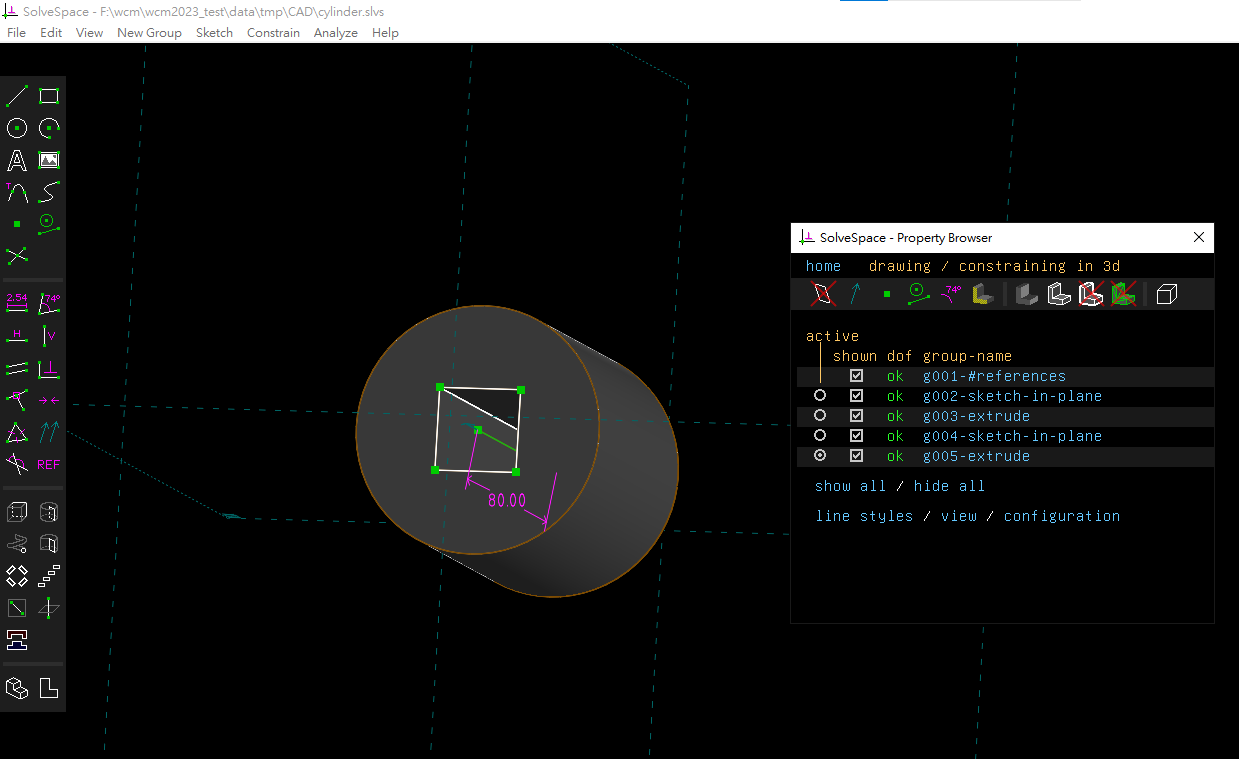 SolveSpace - F:\wcm\wcm2023_test\data\tmp\CAD\cylinder.slvs
File Edit View New Group Sketch Constrain Analyze Help
A
T
2.54 74°
H V
REF
80.00
SolveSpace - Property Browser
home drawing / constraining in 3d
74°
active
shown dof group-name
ok g001-#references
ok g002-sketch-in-plane
ok g003-extrude
ok g004-sketch-in-plane
ok g005-extrude
show all / hide all
line styles / view / configuration